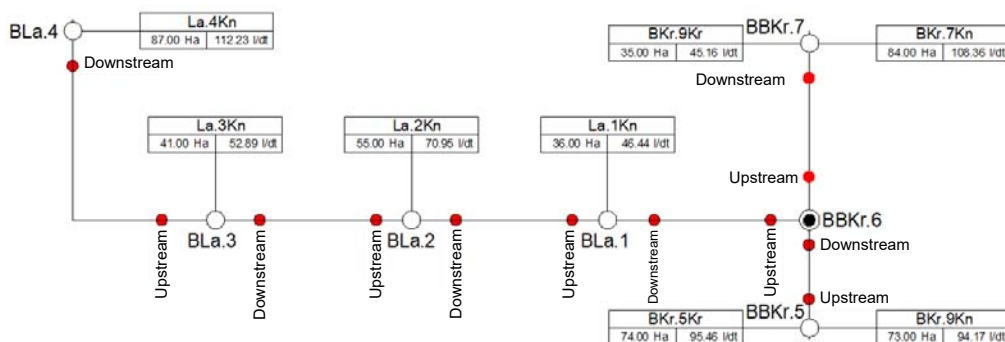 BLa.4
La.4Kn
87.00 Ha 112.23 l/dt
Downstream
BKr.9Kr
35.00 Ha 45.16 l/dt
BBKr.7
BKr.7Kn
84.00 Ha 108.36 l/dt
Downstream
La.3Kn
41.00 Ha 52.89 l/dt
La.2Kn
55.00 Ha 70.95 l/dt
La.1Kn
36.00 Ha 46.44 l/dt
Upstream
Upstream
BLa.3
Downstream
Upstream
BLa.2
Downstream
Upstream
BLa.1
Downstream
Upstream
BBKr.6
Downstream
Upstream
BKr.5Kr
74.00 Ha 95.46 l/dt
BBKr.5
BKr.9Kn
73.00 Ha 94.17 l/dt